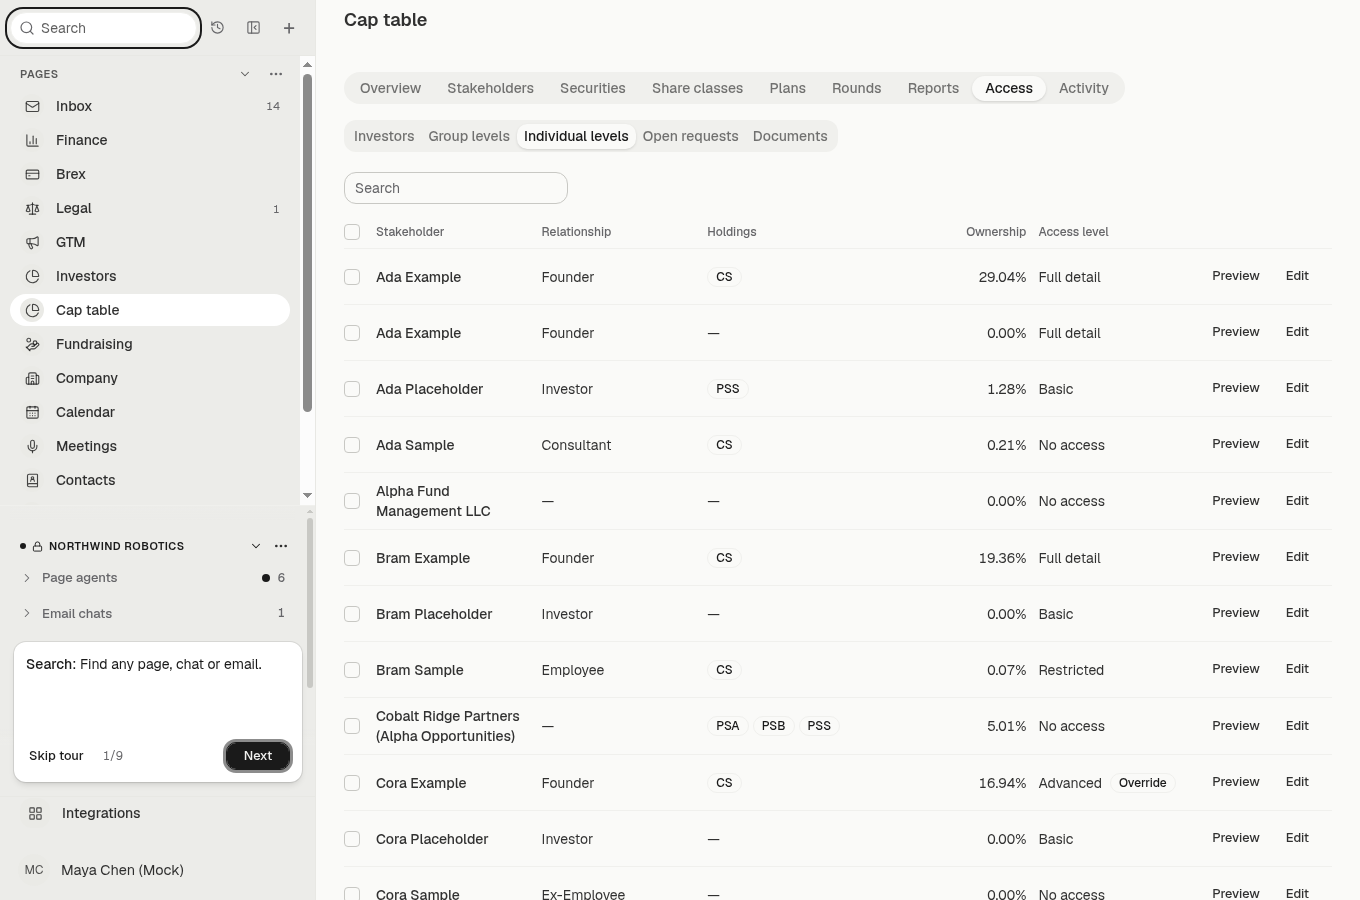 Search
PAGES
Inbox 14
Finance
Brex
Legal 1
GTM
Investors
Cap table
Fundraising
Company
Calendar
Meetings
Contacts
NORTHWIND ROBOTICS
Page agents 6
Email chats 1
Search: Find any page, chat or email.
Skip tour 1/9 Next
Integrations
MC Maya Chen (Mock)
Cap table
Overview Stakeholders Securities Share classes Plans Rounds Reports Access Activity
Investors Group levels Individual levels Open requests Documents
Search
Stakeholder Relationship Holdings Ownership Access level
Ada Example Founder CS 29.04% Full detail Preview Edit
Ada Example Founder — 0.00% Full detail Preview Edit
Ada Placeholder Investor PSS 1.28% Basic Preview Edit
Ada Sample Consultant CS 0.21% No access Preview Edit
Alpha Fund
Management LLC — — 0.00% No access Preview Edit
Bram Example Founder CS 19.36% Full detail Preview Edit
Bram Placeholder Investor — 0.00% Basic Preview Edit
Bram Sample Employee CS 0.07% Restricted Preview Edit
Cobalt Ridge Partners
(Alpha Opportunities) — PSA PSB PSS 5.01% No access Preview Edit
Cora Example Founder CS 16.94% Advanced Override Preview Edit
Cora Placeholder Investor — 0.00% Basic Preview Edit
Cora Sample Ex-Employee — 0.00% No access Preview Edit